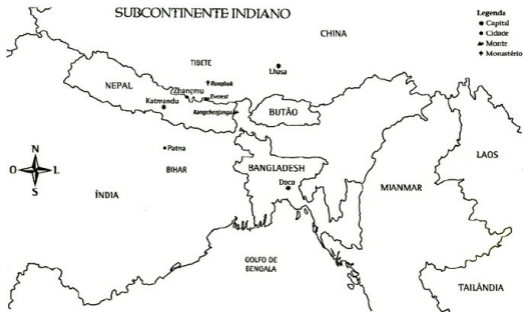 SUBCONTINENTE INDIANO
Legenda
Capital
Cidade
Monte
Monastério
CHINA
TIBETE
Lhasa
Rongbuk
NEPAL
Zhangmu
Everest
Katmandu
Kangchenjunga
BUTÃO
N
O
L
S
Patna
BIHAR
BANGLADESH
Daca
ÍNDIA
MIANMAR
LAOS
GOLFO DE
BENGALA
TAILÂNDIA